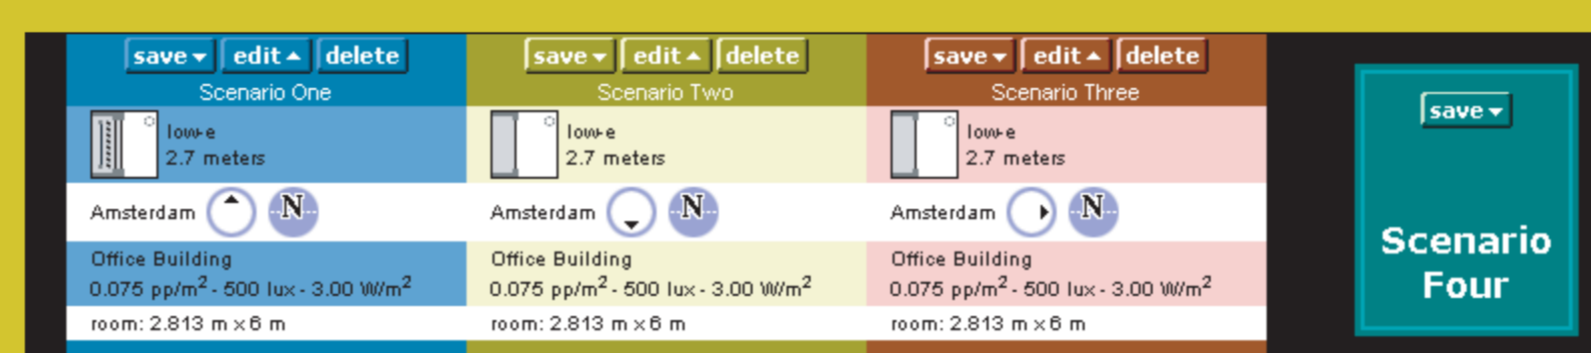 save edit delete
Scenario One
low-e
2.7 meters
Amsterdam N
Office Building
0.075 pp/m² - 500 lux - 3.00 W/m²
room: 2.813 m x 6 m
save edit delete
Scenario Two
low-e
2.7 meters
Amsterdam N
Office Building
0.075 pp/m² - 500 lux - 3.00 W/m²
room: 2.813 m x 6 m
save edit delete
Scenario Three
low-e
2.7 meters
Amsterdam N
Office Building
0.075 pp/m² - 500 lux - 3.00 W/m²
room: 2.813 m x 6 m
save
Scenario
Four